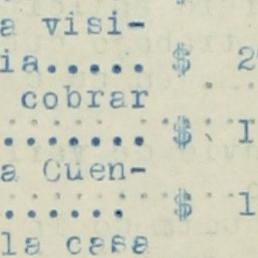 a visi-
ia..... $ 2
cobrar
....... $ 1
a Cuen-
...... $ 1
la casa